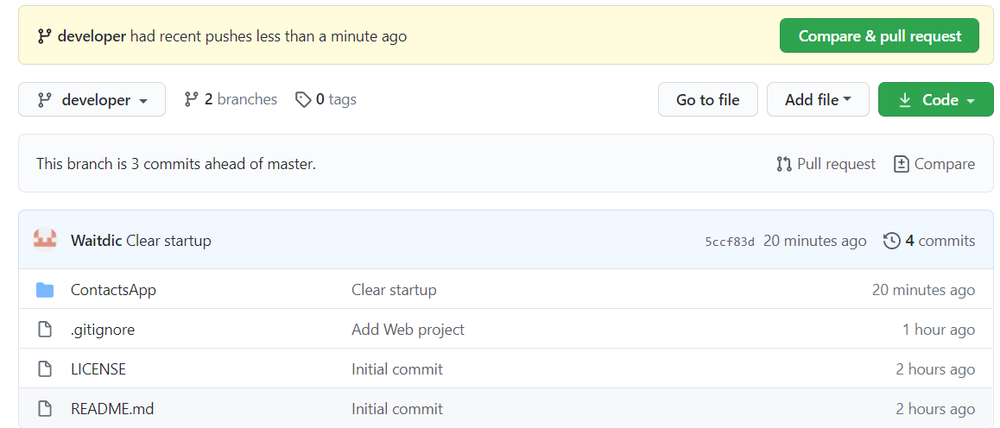 developer had recent pushes less than a minute ago Compare & pull request
developer 2 branches 0 tags Go to file Add file Code
This branch is 3 commits ahead of master. Pull request Compare
Waitdic Clear startup 5ccf83d 20 minutes ago 4 commits
ContactsApp Clear startup 20 minutes ago
.gitignore Add Web project 1 hour ago
LICENSE Initial commit 2 hours ago
README.md Initial commit 2 hours ago